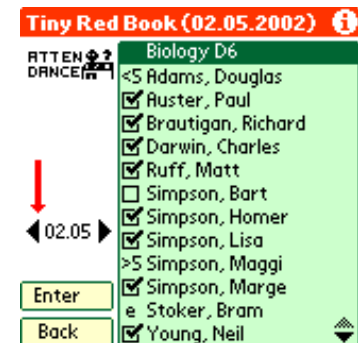 Tiny Red Book (02.05.2002)
ATTEN
DANCE
Biology D6
<5 Adams, Douglas
Auster, Paul
Brautigan, Richard
Darwin, Charles
Ruff, Matt
Simpson, Bart
Simpson, Homer
02.05
Simpson, Lisa
>5 Simpson, Maggi
Simpson, Marge
Enter
e Stoker, Bram
Young, Neil
Back